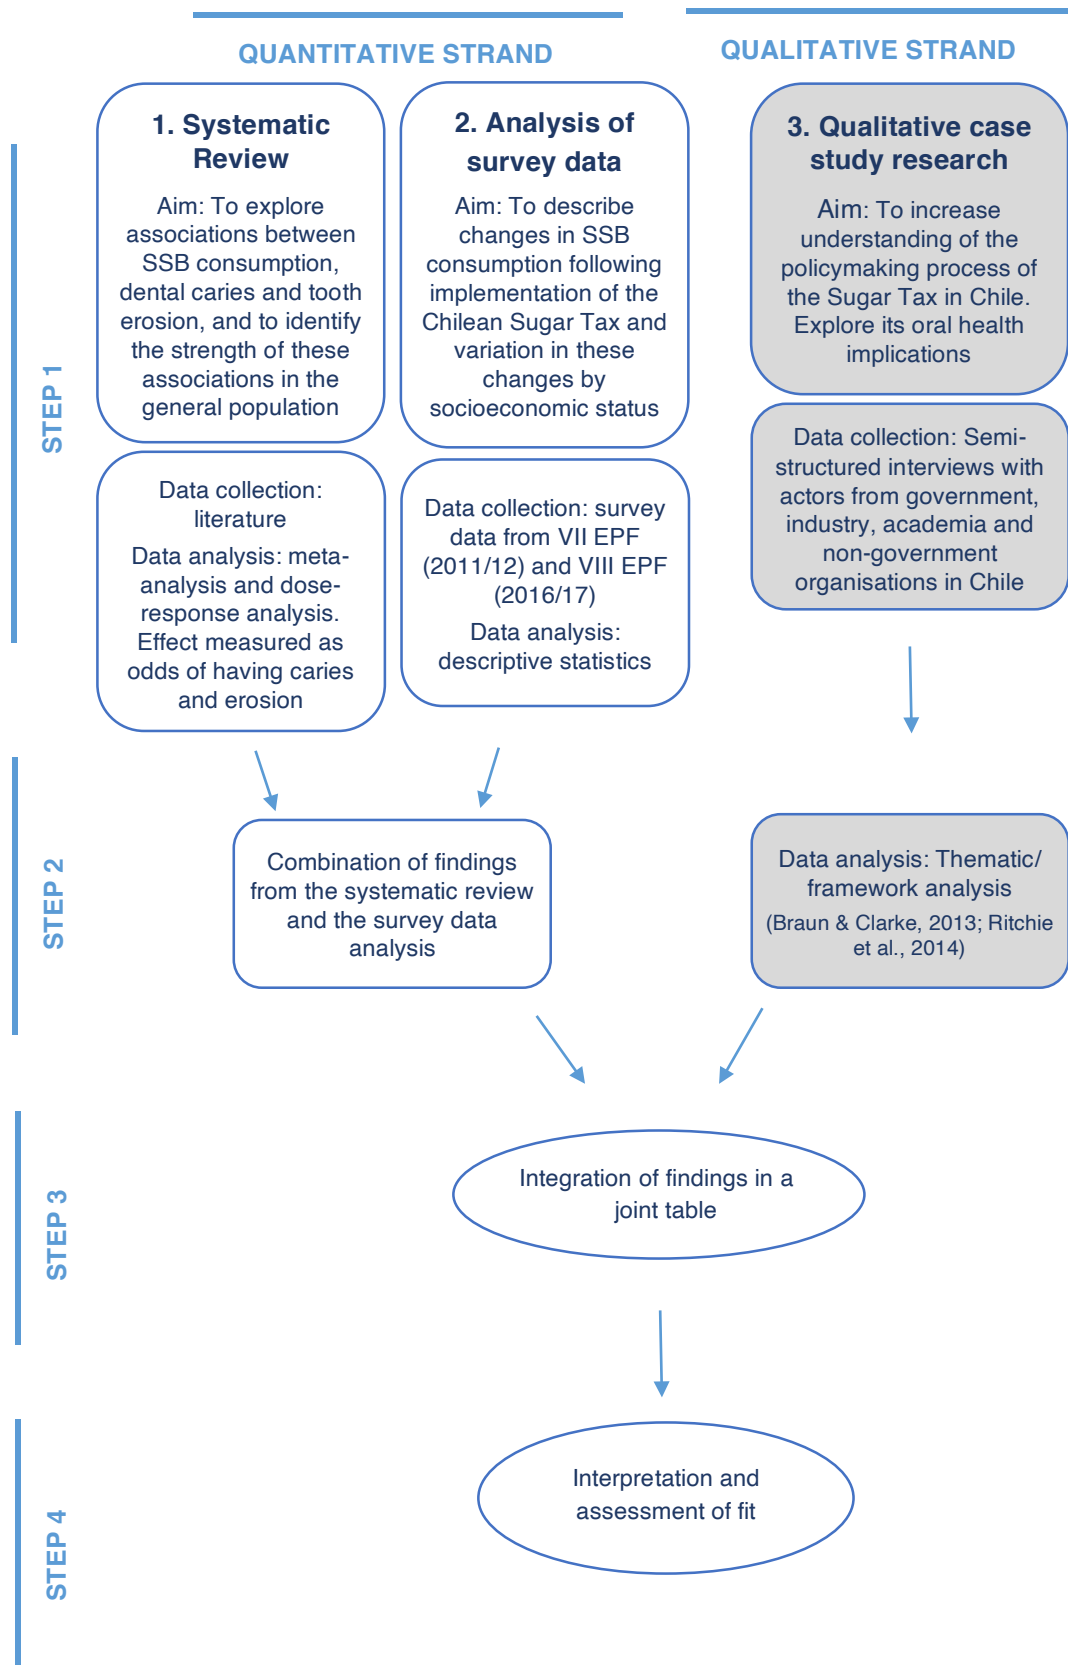 QUANTITATIVE STRAND
QUALITATIVE STRAND
STEP 1
1. Systematic
Review
Aim: To explore
associations between
SSB consumption,
dental caries and tooth
erosion, and to identify
the strength of these
associations in the
general population
2. Analysis of
survey data
Aim: To describe
changes in SSB
consumption following
implementation of the
Chilean Sugar Tax and
variation in these
changes by
socioeconomic status
3. Qualitative case
study research
Aim: To increase
understanding of the
policymaking process of
the Sugar Tax in Chile.
Explore its oral health
implications
Data collection:
literature
Data analysis: meta-
analysis and dose-
response analysis.
Effect measured as
odds of having caries
and erosion
Data collection: survey
data from VII EPF
(2011/12) and VIII EPF
(2016/17)
Data analysis:
descriptive statistics
Data collection: Semi-
structured interviews with
actors from government,
industry, academia and
non-government
organisations in Chile
STEP 2
Combination of findings
from the systematic review
and the survey data
analysis
Data analysis: Thematic/
framework analysis
(Braun & Clarke, 2013; Ritchie
et al., 2014)
STEP 3
Integration of findings in a
joint table
STEP 4
Interpretation and
assessment of fit